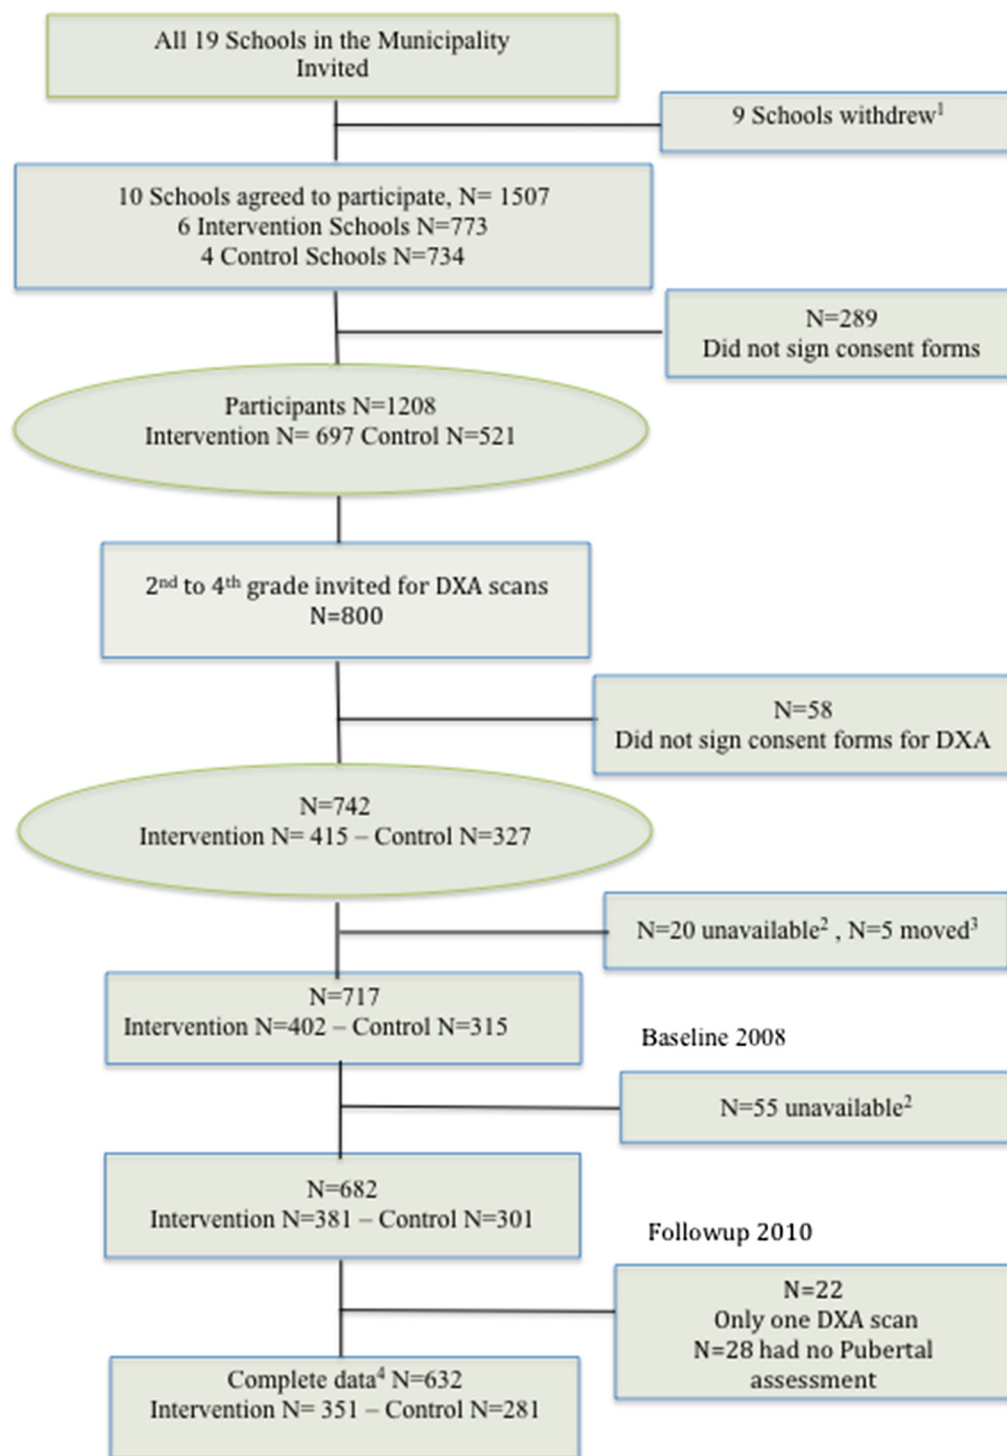 All 19 Schools in the Municipality
Invited
9 Schools withdrew¹
10 Schools agreed to participate, N= 1507
6 Intervention Schools N=773
4 Control Schools N=734
N=289
Did not sign consent forms
Participants N=1208
Intervention N= 697 Control N=521
2ⁿᵈ to 4ᵗʰ grade invited for DXA scans
N=800
N=58
Did not sign consent forms for DXA
N=742
Intervention N= 415 – Control N=327
N=20 unavailable² , N=5 moved³
N=717
Intervention N=402 – Control N=315
Baseline 2008
N=55 unavailable²
N=682
Intervention N=381 – Control N=301
Followup 2010
N=22
Only one DXA scan
N=28 had no Pubertal
assessment
Complete data⁴ N=632
Intervention N= 351 – Control N=281